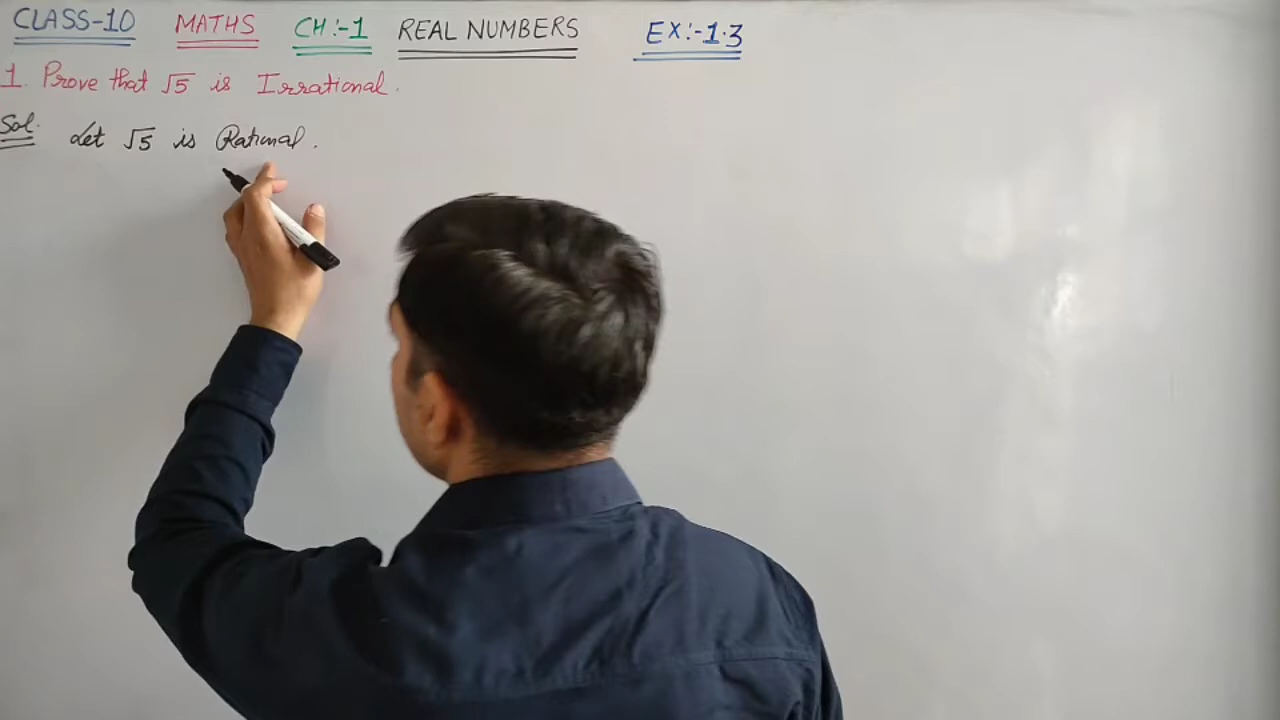 CLASS-10 MATHS CH:-1 REAL NUMBERS EX:-1.3
1. Prove that √5 is Irrational.
Sol. Let √5 is Rational.